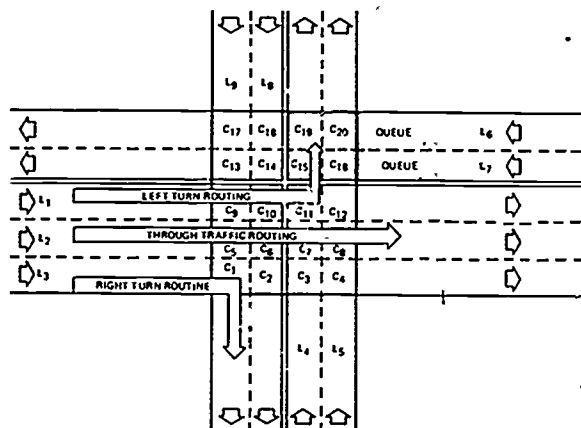 L9 L8
C17 C18 C19 C20 QUEUE L6
C13 C14 C15 C16 QUEUE L7
L1 LEFT TURN ROUTING
C9 C10 C11 C12
L2 THROUGH TRAFFIC ROUTING
C5 C6 C7 C8
L3 C1 C2 C3 C4
RIGHT TURN ROUTINE
L4 L5